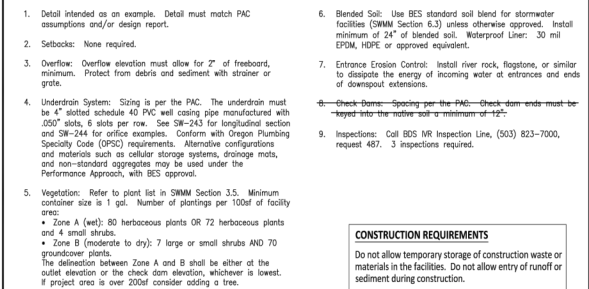 1. Detail intended as an example. Detail must match PAC
assumptions and/or design report.
2. Setbacks: None required.
3. Overflow: Overflow elevation must allow for 2" of freeboard,
minimum. Protect from debris and sediment with strainer or
grate.
4. Underdrain System: Sizing is per the PAC. The underdrain must
be 4" slotted schedule 40 PVC well casing pipe manufactured with
.050" slots, 6 slots per row. See SW-243 for longitudinal section
and SW-244 for orifice examples. Conform with Oregon Plumbing
Specialty Code (OPSC) requirements. Alternative configurations
and materials such as cellular storage systems, drainage mats,
and non-standard aggregates may be used under the
Performance Approach, with BES approval.
5. Vegetation: Refer to plant list in SWMM Section 3.5. Minimum
container size is 1 gal. Number of plantings per 100sf of facility
area:
• Zone A (wet): 80 herbaceous plants OR 72 herbaceous plants
and 4 small shrubs.
• Zone B (moderate to dry): 7 large or small shrubs AND 70
groundcover plants.
The delineation between Zone A and B shall be either at the
outlet elevation or the check dam elevation, whichever is lowest.
If project area is over 200sf consider adding a tree.
6. Blended Soil: Use BES standard soil blend for stormwater
facilities (SWMM Section 6.3) unless otherwise approved. Install
minimum of 24" of blended soil. Waterproof Liner: 30 mil
EPDM, HDPE or approved equivalent.
7. Entrance Erosion Control: Install river rock, flagstone, or similar
to dissipate the energy of incoming water at entrances and ends
of downspout extensions.
8. Check Dams: Spacing per the PAC. Check dam ends must be
keyed into the native soil a minimum of 12".
9. Inspections: Call BDS IVR Inspection Line, (503) 823-7000,
request 487. 3 inspections required.
CONSTRUCTION REQUIREMENTS
Do not allow temporary storage of construction waste or
materials in the facilities. Do not allow entry of runoff or
sediment during construction.